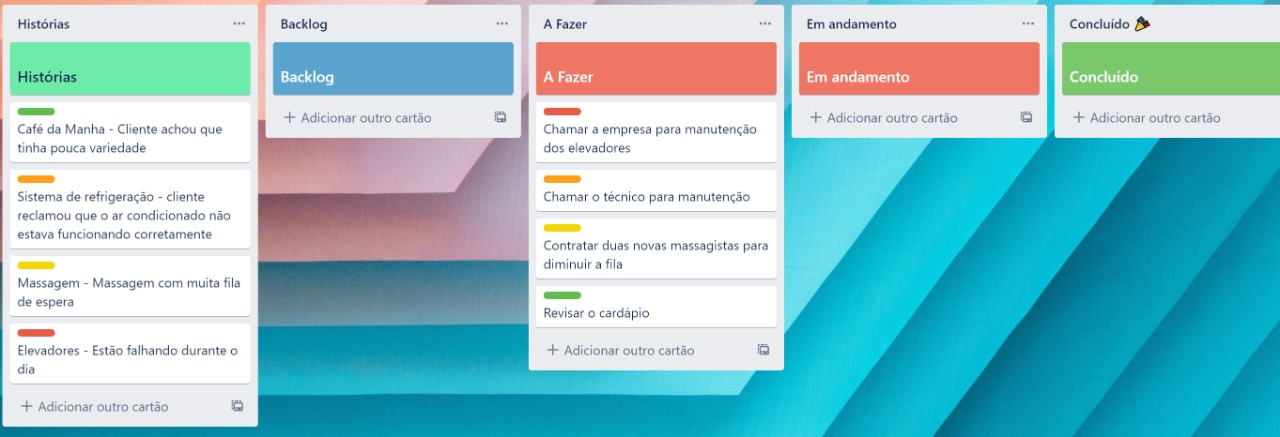 Histórias
Histórias
Café da Manha - Cliente achou que
tinha pouca variedade
Sistema de refrigeração - cliente
reclamou que o ar condicionado não
estava funcionando corretamente
Massagem - Massagem com muita fila
de espera
Elevadores - Estão falhando durante o
dia
+ Adicionar outro cartão
Backlog
Backlog
+ Adicionar outro cartão
A Fazer
A Fazer
Chamar a empresa para manutenção
dos elevadores
Chamar o técnico para manutenção
Contratar duas novas massagistas para
diminuir a fila
Revisar o cardápio
+ Adicionar outro cartão
Em andamento
Em andamento
+ Adicionar outro cartão
Concluído 🎉
Concluído
+ Adicionar outro cartão